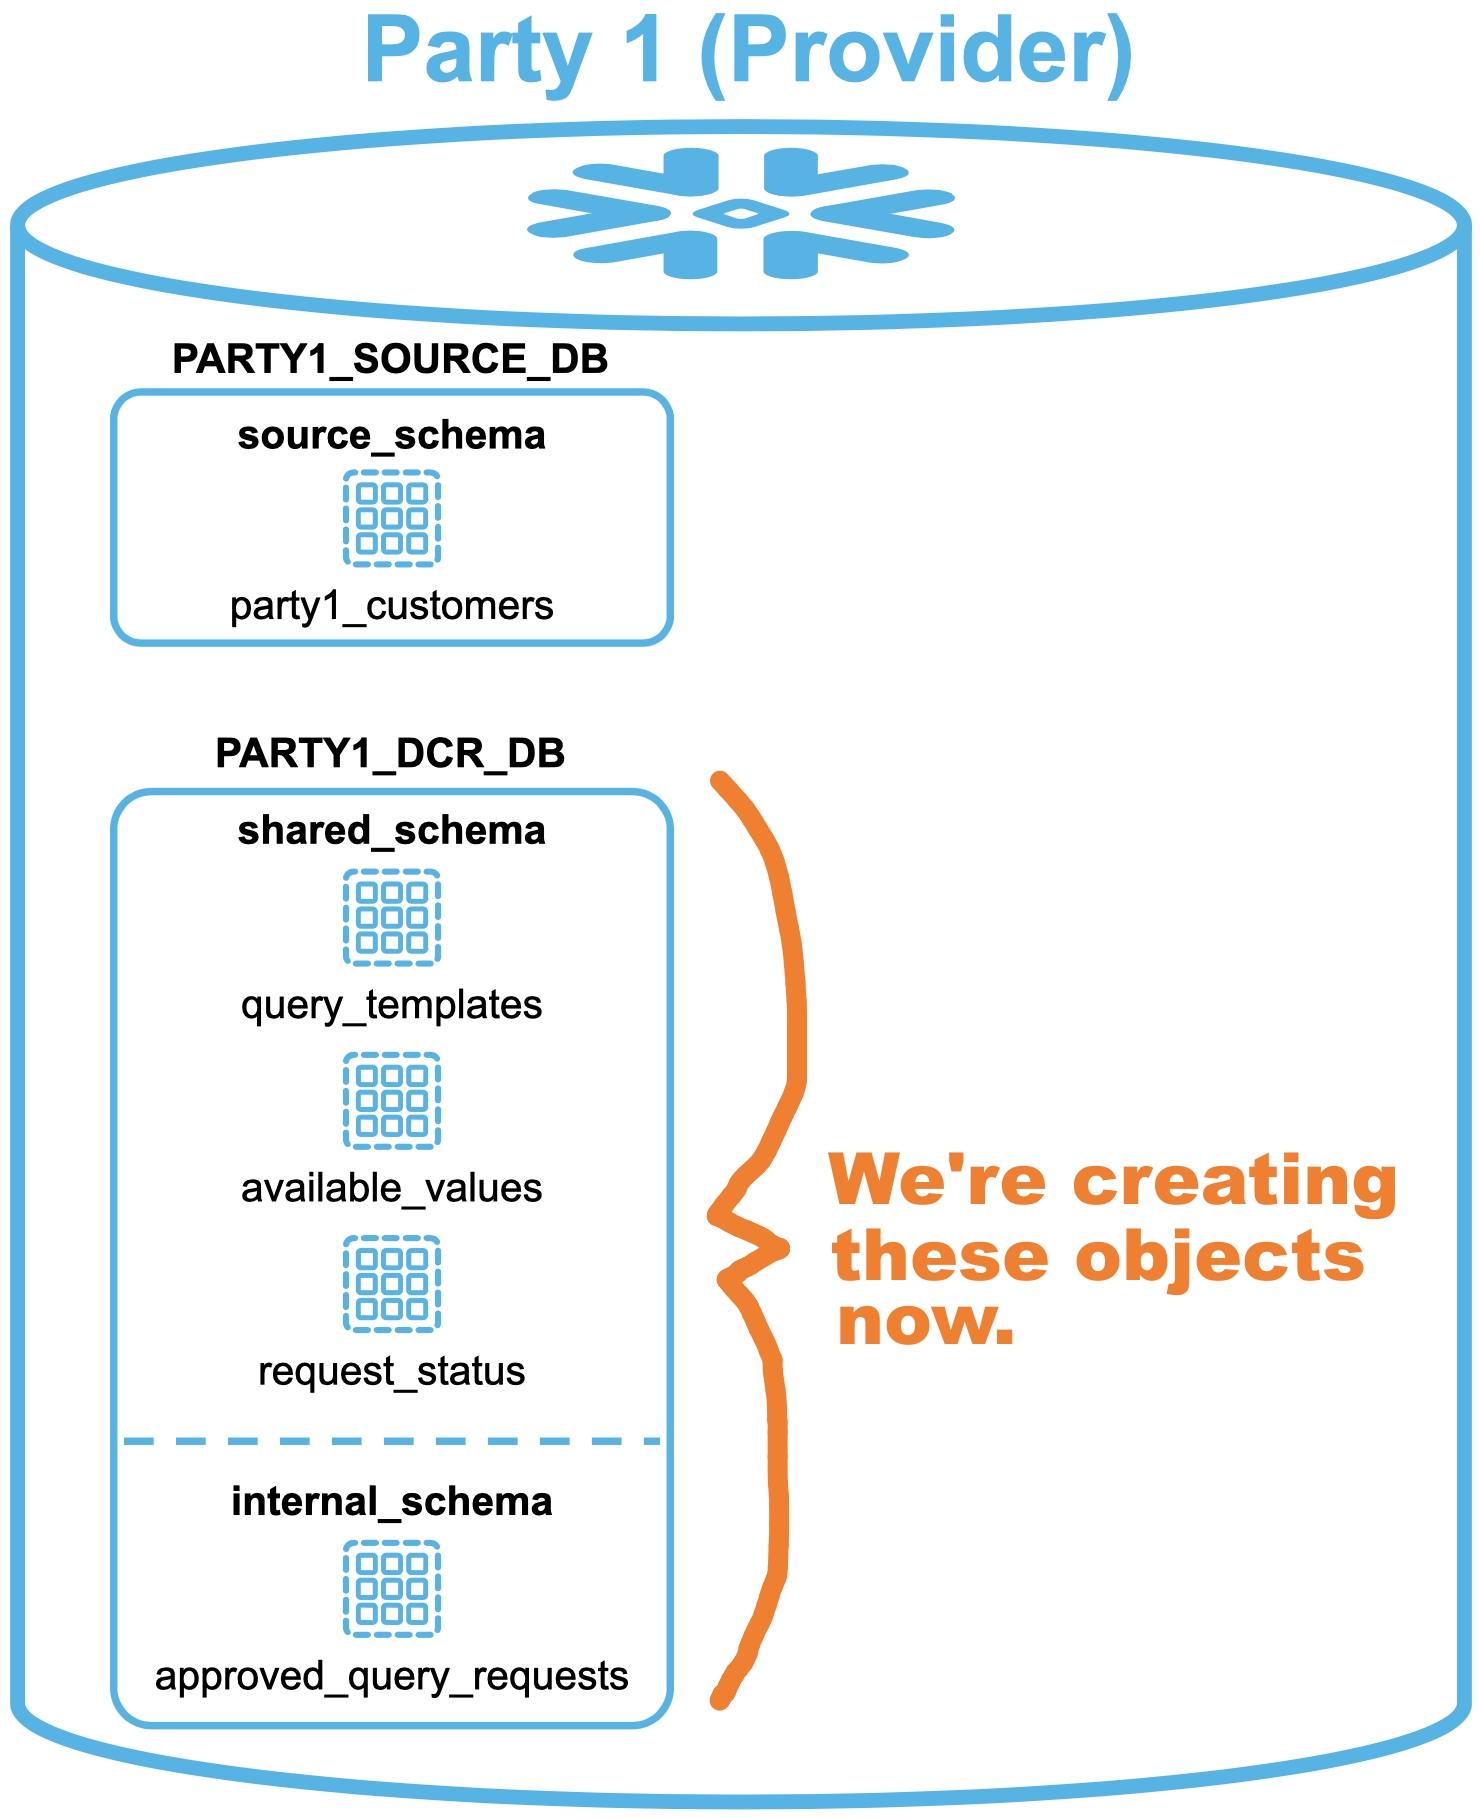 Party 1 (Provider)
PARTY1_SOURCE_DB
source_schema
party1_customers
PARTY1_DCR_DB
shared_schema
query_templates
available_values
request_status
internal_schema
approved_query_requests
We're creating
these objects
now.